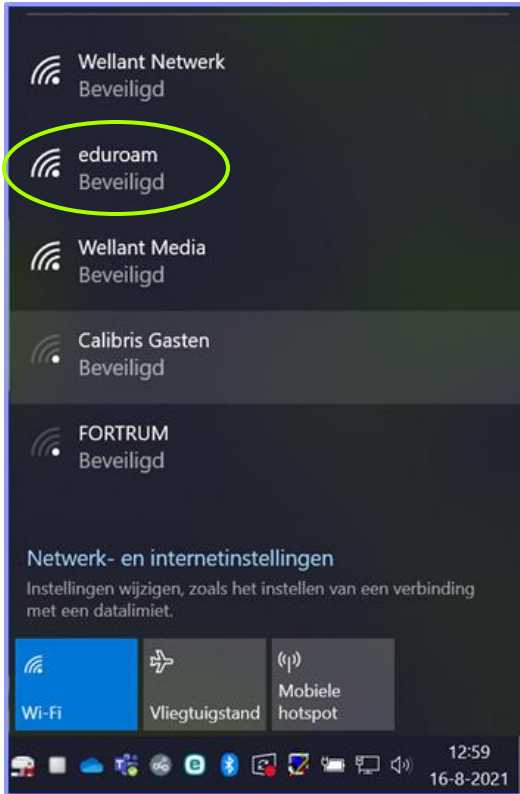 Wellant Netwerk
Beveiligd
eduroam
Beveiligd
Wellant Media
Beveiligd
Calibris Gasten
Beveiligd
FORTRUM
Beveiligd
Netwerk- en internetinstellingen
Instellingen wijzigen, zoals het instellen van een verbinding
met een datalimiet.
Wi-Fi
Vliegtuigstand
Mobiele
hotspot
12:59
16-8-2021